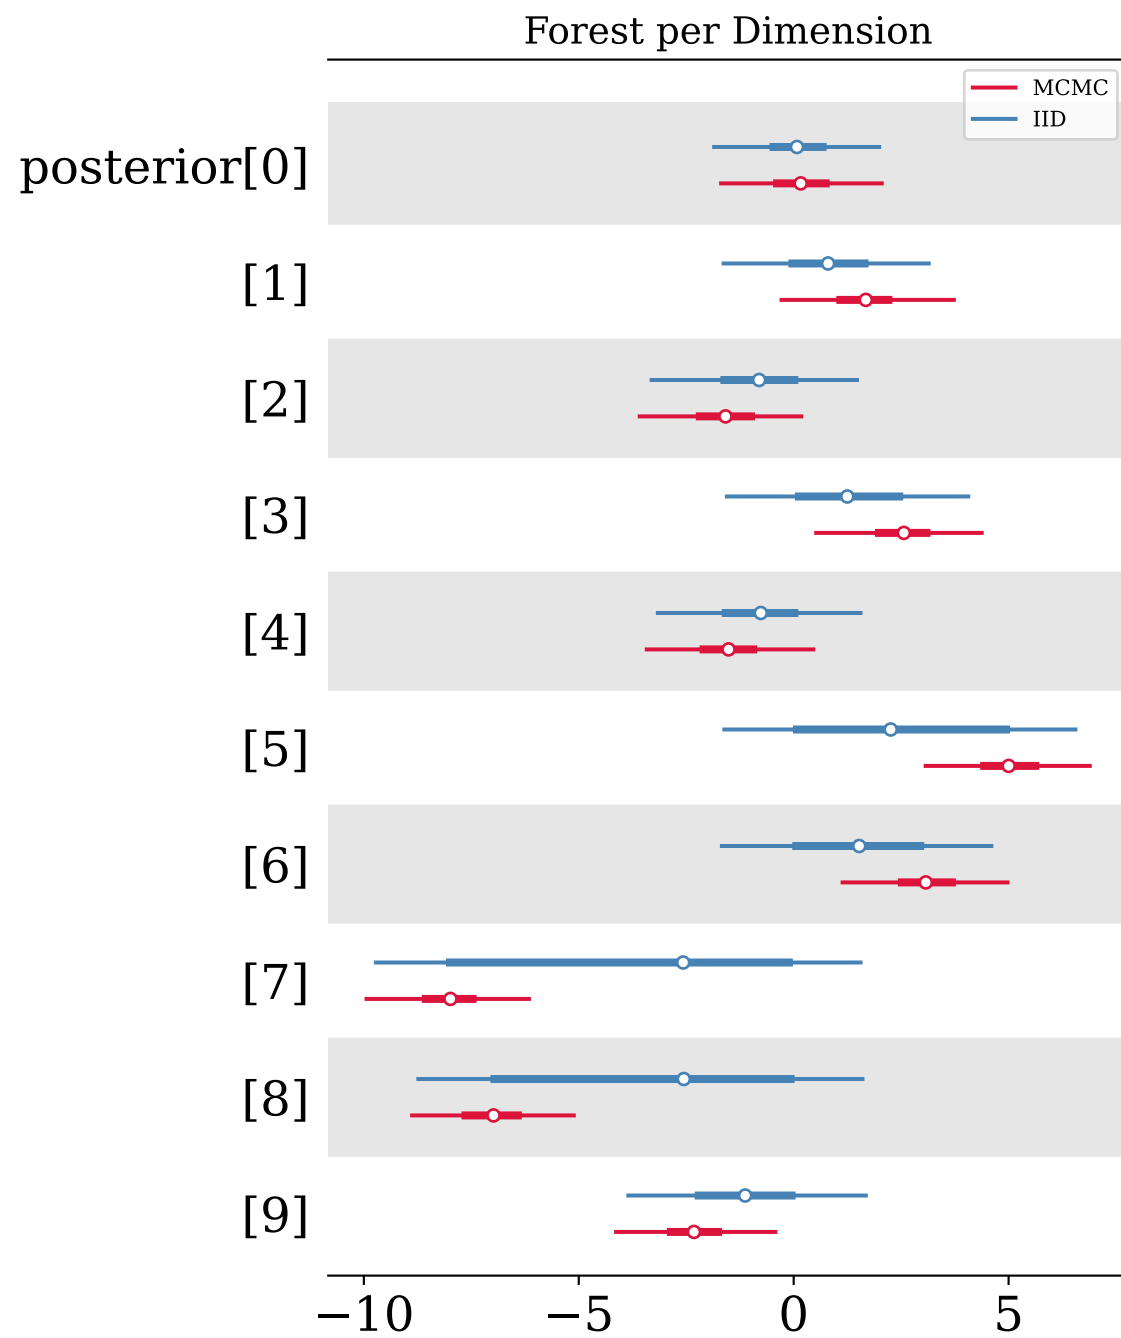 Forest per Dimension
MCMC
IID
posterior[0]
[1]
[2]
[3]
[4]
[5]
[6]
[7]
[8]
[9]
−10 −5 0 5